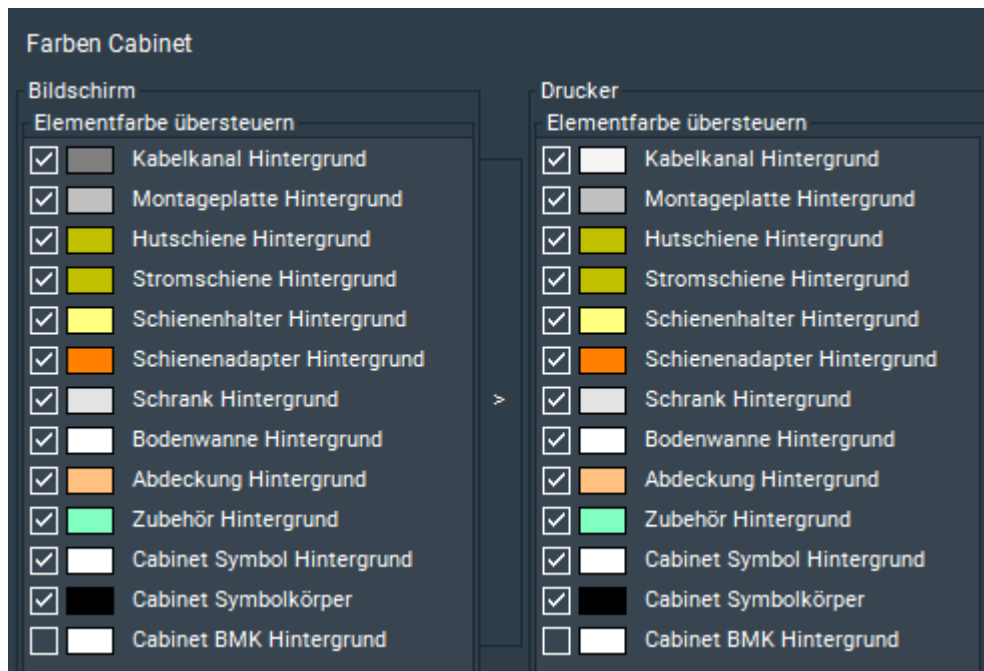 Farben Cabinet
Bildschirm
Elementfarbe übersteuern
Kabelkanal Hintergrund
Montageplatte Hintergrund
Hutschiene Hintergrund
Stromschiene Hintergrund
Schienenhalter Hintergrund
Schienenadapter Hintergrund
Schrank Hintergrund
Bodenwanne Hintergrund
Abdeckung Hintergrund
Zubehör Hintergrund
Cabinet Symbol Hintergrund
Cabinet Symbolkörper
Cabinet BMK Hintergrund
>
Drucker
Elementfarbe übersteuern
Kabelkanal Hintergrund
Montageplatte Hintergrund
Hutschiene Hintergrund
Stromschiene Hintergrund
Schienenhalter Hintergrund
Schienenadapter Hintergrund
Schrank Hintergrund
Bodenwanne Hintergrund
Abdeckung Hintergrund
Zubehör Hintergrund
Cabinet Symbol Hintergrund
Cabinet Symbolkörper
Cabinet BMK Hintergrund